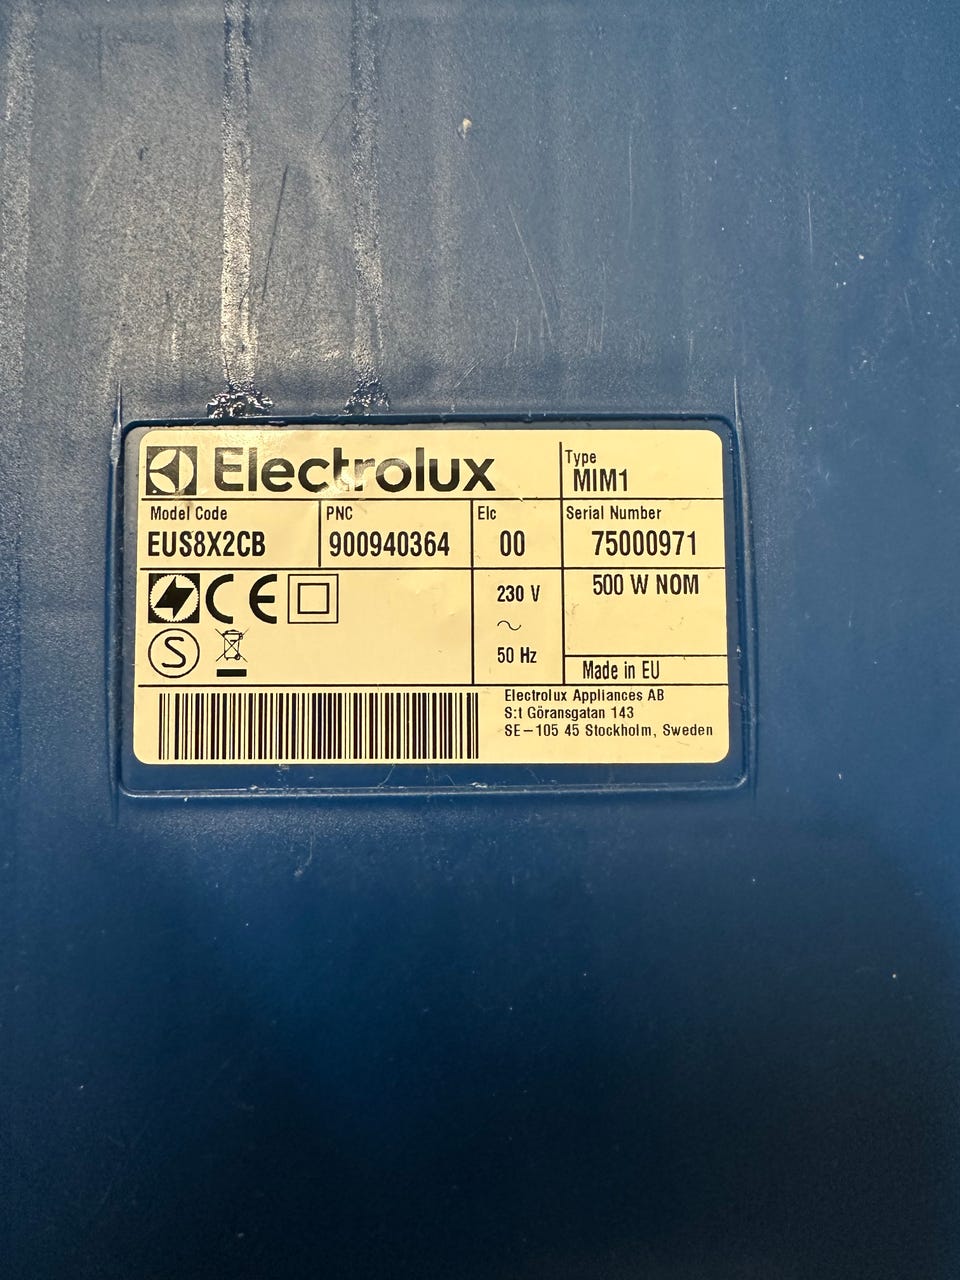 Electrolux
Type
MIM1
Model Code
EUS8X2CB
PNC
900940364
Elc
00
Serial Number
75000971
CE
S
230 V
~
50 Hz
500 W NOM
Made in EU
Electrolux Appliances AB
S:t Göransgatan 143
SE-105 45 Stockholm, Sweden